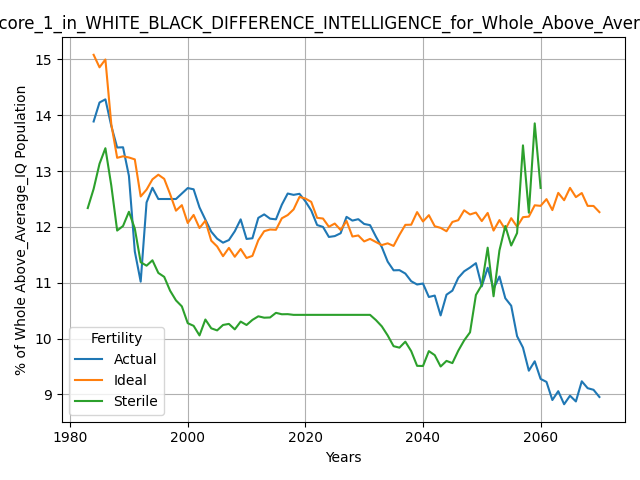 core_1_in_WHITE_BLACK_DIFFERENCE_INTELLIGENCE_for_Whole_Above_Aver
% of Whole Above_Average_IQ Population
15
14
13
12
11
10
9
Fertility
Actual
Ideal
Sterile
1980 2000 2020 2040 2060
Years